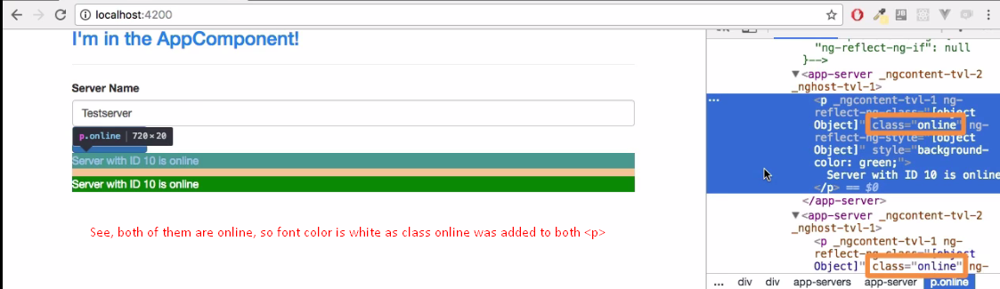 localhost:4200
I'm in the AppComponent!
Server Name
Testserver
p.online | 720×20
Server with ID 10 is online
Server with ID 10 is online
See, both of them are online, so font color is white as class online was added to both <p>
"ng-reflect-ng-if": null
}-->
▼<app-server _ngcontent-tvl-2
_nghost-tvl-1>
… <p _ngcontent-tvl-1 ng-
reflect-ng-class="[object
Object]" class="online" ng-
reflect-ng-style="[object
Object]" style="background-
color: green;">
Server with ID 10 is online
</p> == $0
</app-server>
▼<app-server _ngcontent-tvl-2
_nghost-tvl-1>
<p _ngcontent-tvl-1 ng-
reflect-ng-class="[object
Object]" class="online" ng-
… div div app-servers app-server p.online